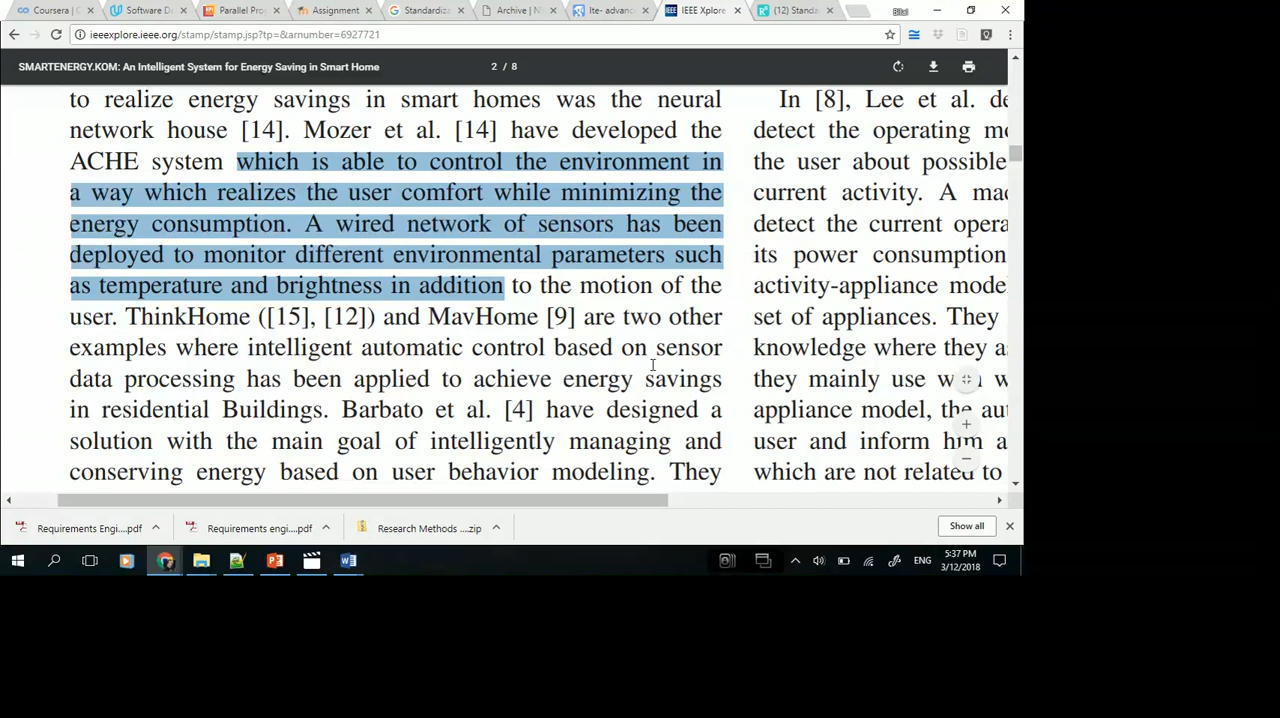 Coursera | C
Software D
Parallel Prog
Assignment
Standardiza
Archive | N
lte- advanc
IEEE Xplore
(12) Standa
Bilal
ieeexplore.ieee.org/stamp/stamp.jsp?tp=&arnumber=6927721
SMARTENERGY.KOM: An Intelligent System for Energy Saving in Smart Home
2 / 8
to realize energy savings in smart homes was the neural
network house [14]. Mozer et al. [14] have developed the
ACHE system which is able to control the environment in
a way which realizes the user comfort while minimizing the
energy consumption. A wired network of sensors has been
deployed to monitor different environmental parameters such
as temperature and brightness in addition to the motion of the
user. ThinkHome ([15], [12]) and MavHome [9] are two other
examples where intelligent automatic control based on sensor
data processing has been applied to achieve energy savings
in residential Buildings. Barbato et al. [4] have designed a
solution with the main goal of intelligently managing and
conserving energy based on user behavior modeling. They
In [8], Lee et al. de
detect the operating mo
the user about possible
current activity. A mac
detect the current opera
its power consumption
activity-appliance mode
set of appliances. They
knowledge where they as
they mainly use w
appliance model, the au
user and inform him a
which are not related to
Requirements Engi....pdf
Requirements engi....pdf
Research Methods ....zip
Show all
ENG
5:37 PM
3/12/2018